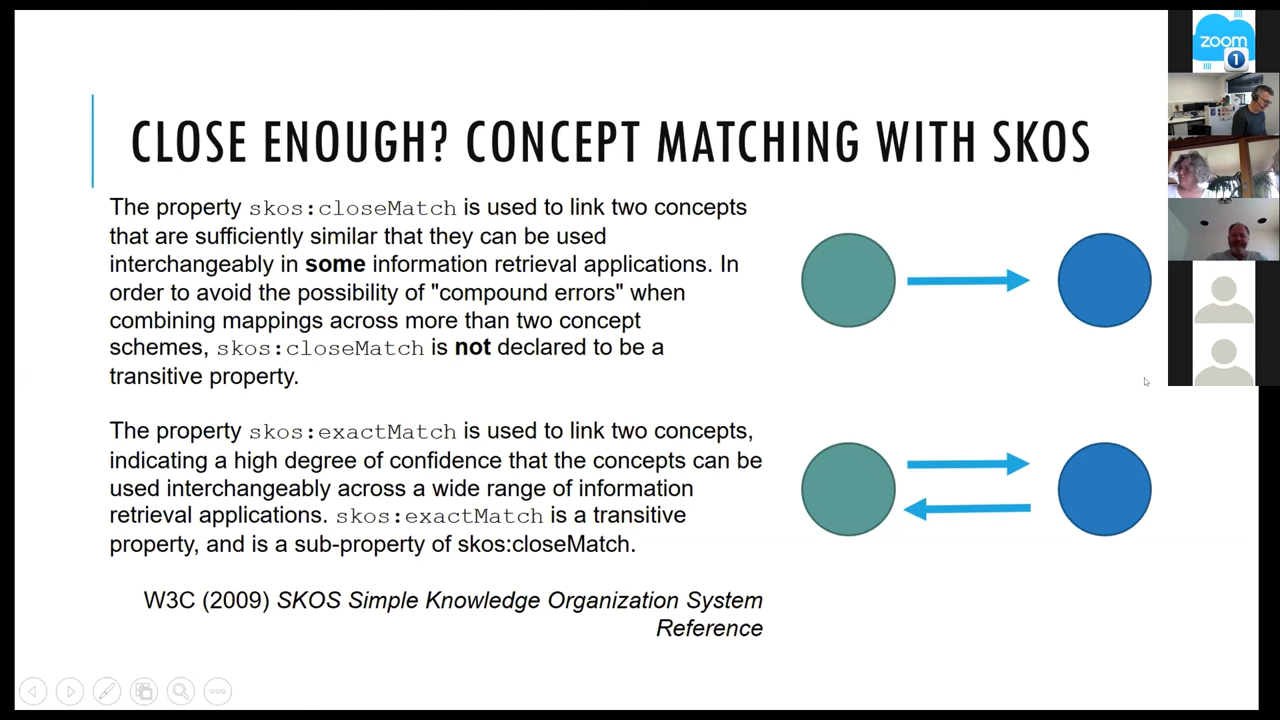 CLOSE ENOUGH? CONCEPT MATCHING WITH SKOS
The property skos:closeMatch is used to link two concepts
that are sufficiently similar that they can be used
interchangeably in some information retrieval applications. In
order to avoid the possibility of "compound errors" when
combining mappings across more than two concept
schemes, skos:closeMatch is not declared to be a
transitive property.
The property skos:exactMatch is used to link two concepts,
indicating a high degree of confidence that the concepts can be
used interchangeably across a wide range of information
retrieval applications. skos:exactMatch is a transitive
property, and is a sub-property of skos:closeMatch.
W3C (2009) SKOS Simple Knowledge Organization System
Reference
zoom
1